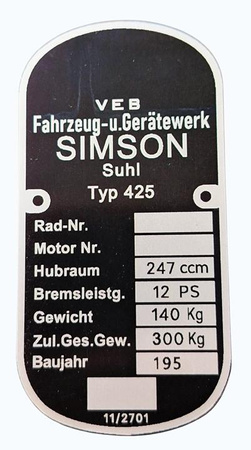 VEB
Fahrzeug-u.Gerätewerk
SIMSON
Suhl
Typ 425
Rad-Nr.
Motor Nr.
Hubraum 247 ccm
Bremsleistg. 12 PS
Gewicht 140 Kg
Zul.Ges.Gew. 300 Kg
Baujahr 195
11/2701